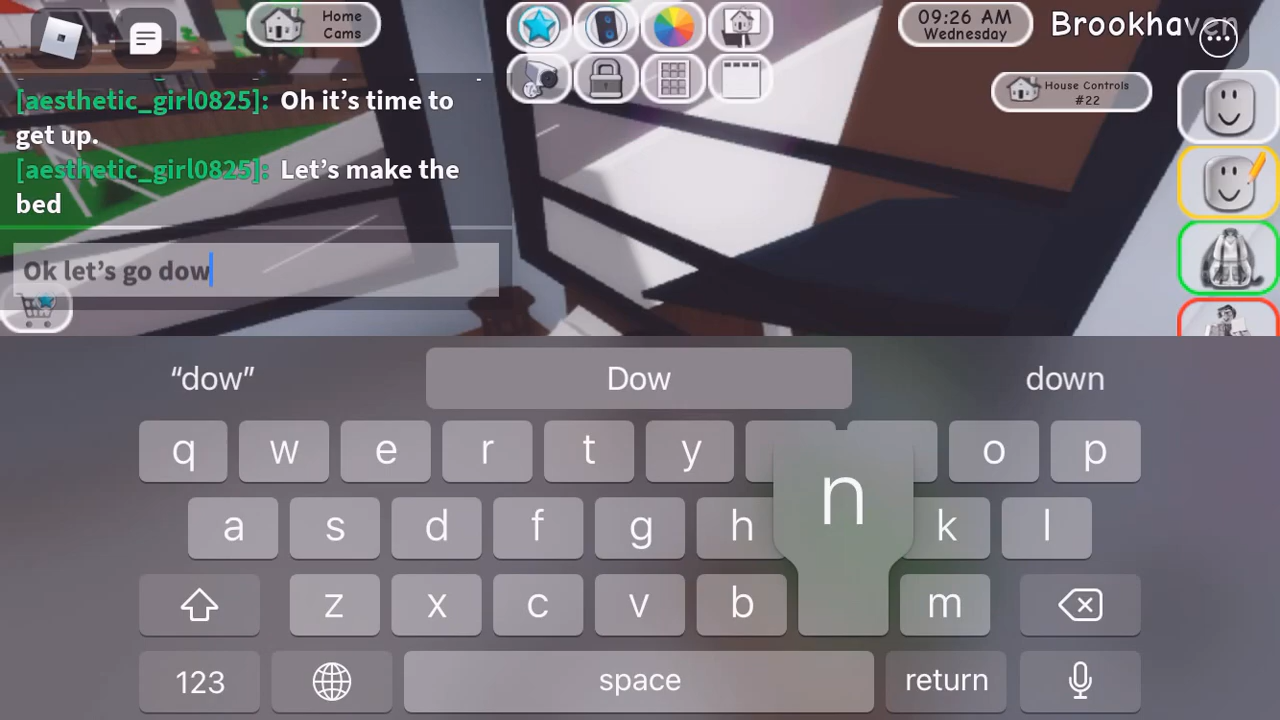 Home
Cams
09:26 AM
Wednesday
Brookhaven
House Controls
#22
[aesthetic_girl0825]: Oh it’s time to
get up.
[aesthetic_girl0825]: Let’s make the
bed
Ok let’s go dow
“dow” Dow down
q w e r t y o p
a s d f g h k l
n
z x c v b m
123 space return